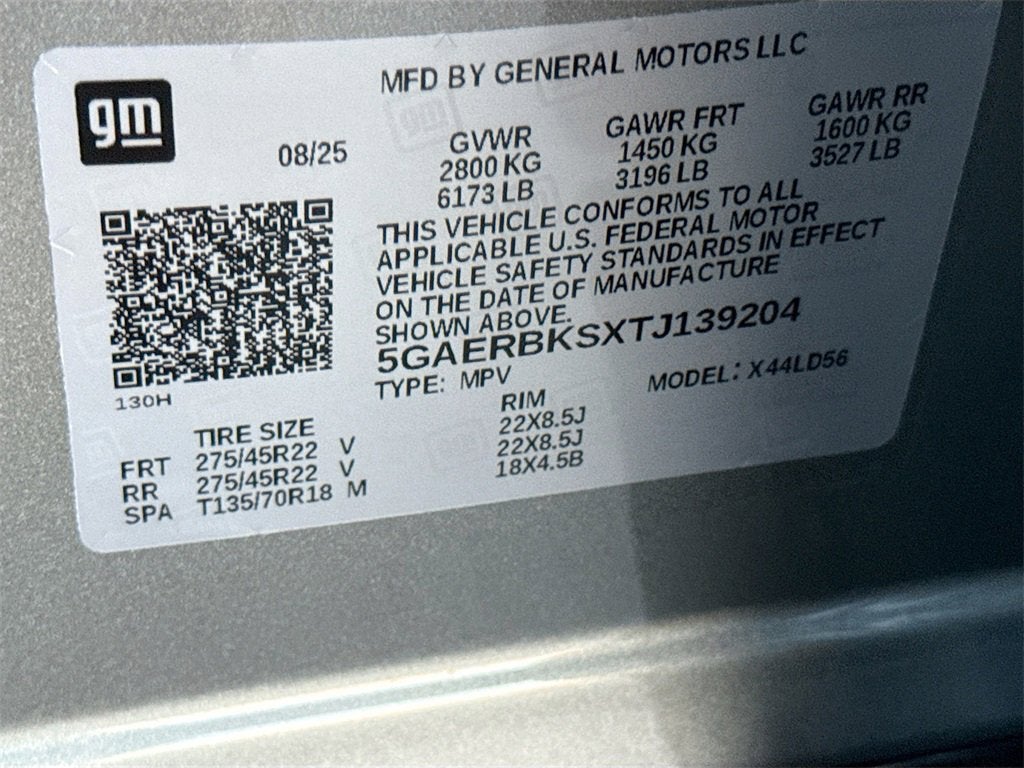 MFD BY GENERAL MOTORS LLC
gm
08/25
GVWR GAWR FRT GAWR RR
2800 KG 1450 KG 1600 KG
6173 LB 3196 LB 3527 LB
THIS VEHICLE CONFORMS TO ALL
APPLICABLE U.S. FEDERAL MOTOR
VEHICLE SAFETY STANDARDS IN EFFECT
ON THE DATE OF MANUFACTURE
SHOWN ABOVE.
5GAERBKSXTJ139204
TYPE: MPV MODEL: X44LD56
130H
TIRE SIZE RIM
FRT 275/45R22 V 22X8.5J
RR 275/45R22 V 22X8.5J
SPA T135/70R18 M 18X4.5B